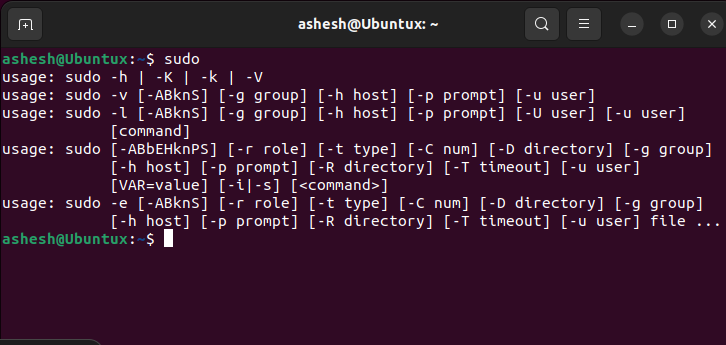 ashesh@Ubuntux: ~
ashesh@Ubuntux:~$ sudo
usage: sudo -h | -K | -k | -V
usage: sudo -v [-ABknS] [-g group] [-h host] [-p prompt] [-u user]
usage: sudo -l [-ABknS] [-g group] [-h host] [-p prompt] [-U user] [-u user]
            [command]
usage: sudo [-ABbEHknPS] [-r role] [-t type] [-C num] [-D directory] [-g group]
            [-h host] [-p prompt] [-R directory] [-T timeout] [-u user]
            [VAR=value] [-i|-s] [<command>]
usage: sudo -e [-ABknS] [-r role] [-t type] [-C num] [-D directory] [-g group]
            [-h host] [-p prompt] [-R directory] [-T timeout] [-u user] file ...
ashesh@Ubuntux:~$